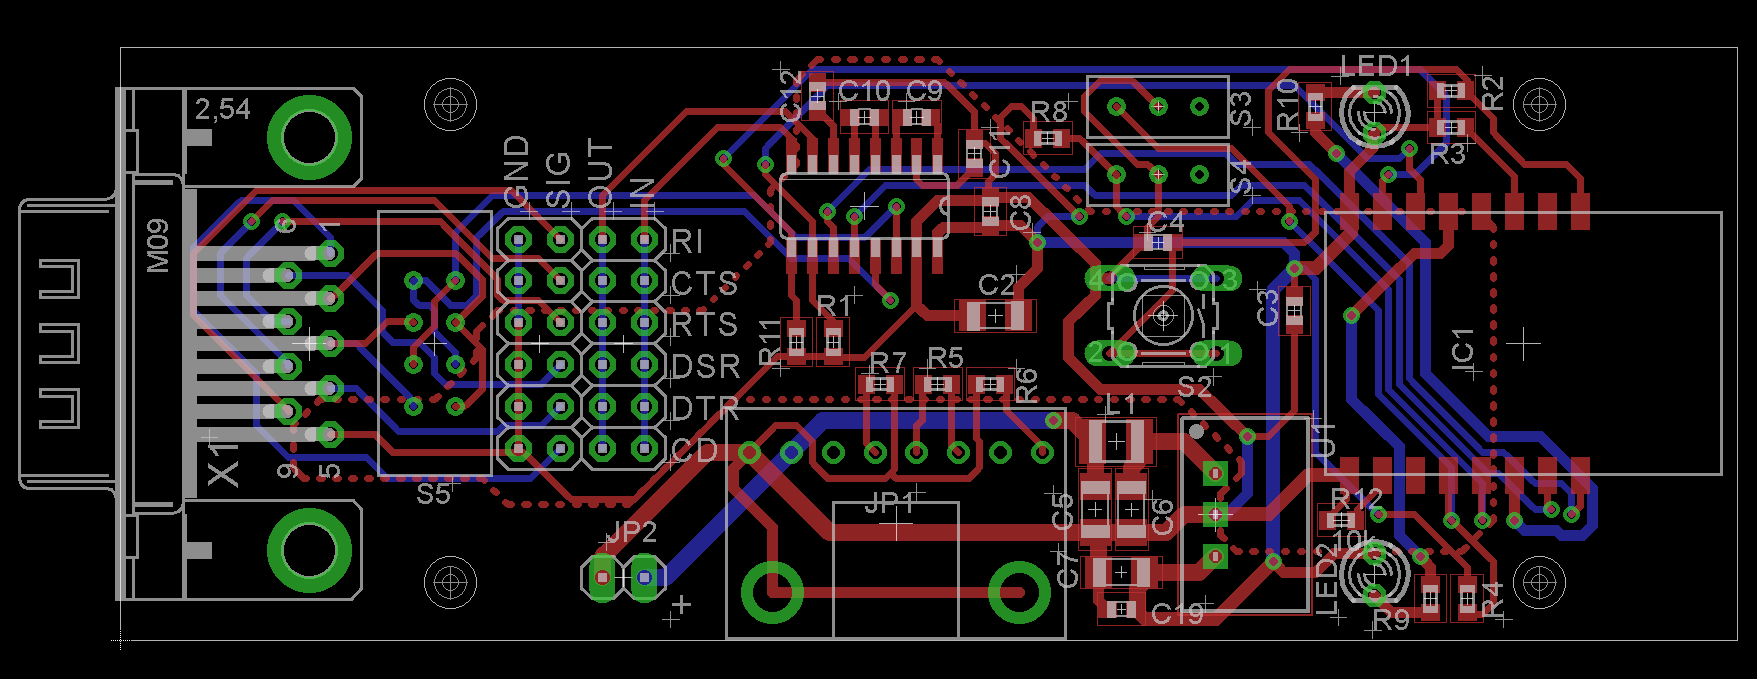 2,54
M09
X1
6
1
9
5
S5
GND
SIG
OUT
IN
RI
CTS
RTS
DSR
DTR
CD
JP2
+
C12
C10
C9
C11
C8
R8
S3
S4
C4
C2
R11
R1
R7
R5
R6
4
3
2
1
S2
C3
R10
LED1
R2
R3
IC1
L1
U1
C5
C6
C7
C19
JP1
R12
10k
LED2
R9
R4